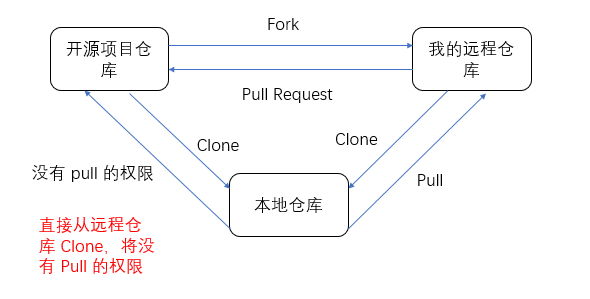 Fork
开源项目仓
库
我的远程仓
库
Pull Request
Clone
Clone
没有 pull 的权限
Pull
本地仓库
直接从远程仓
库 Clone，将没
有 Pull 的权限